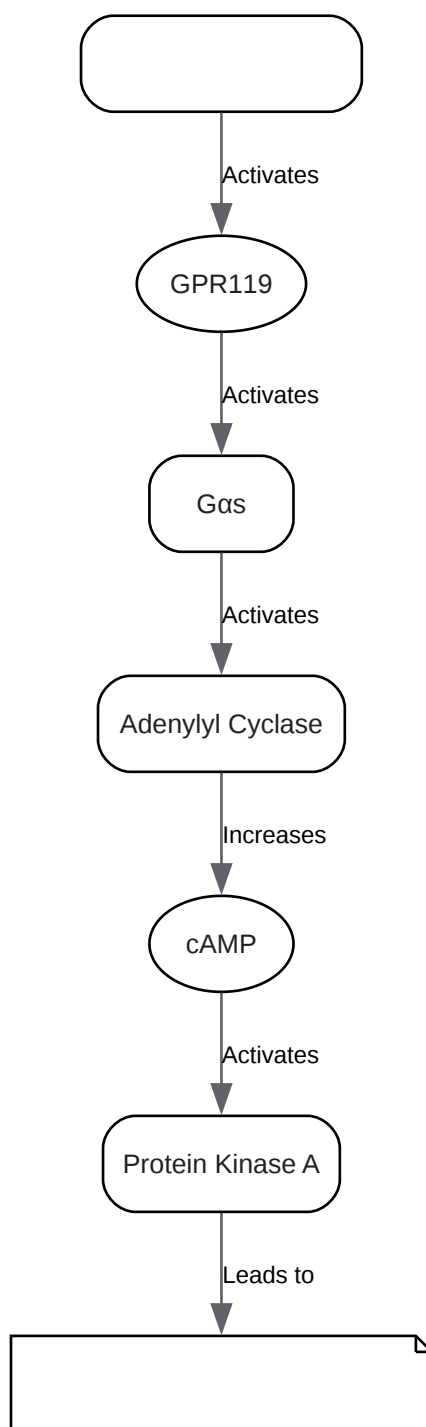 Activates
GPR119
Activates
Gαs
Activates
Adenylyl Cyclase
Increases
cAMP
Activates
Protein Kinase A
Leads to